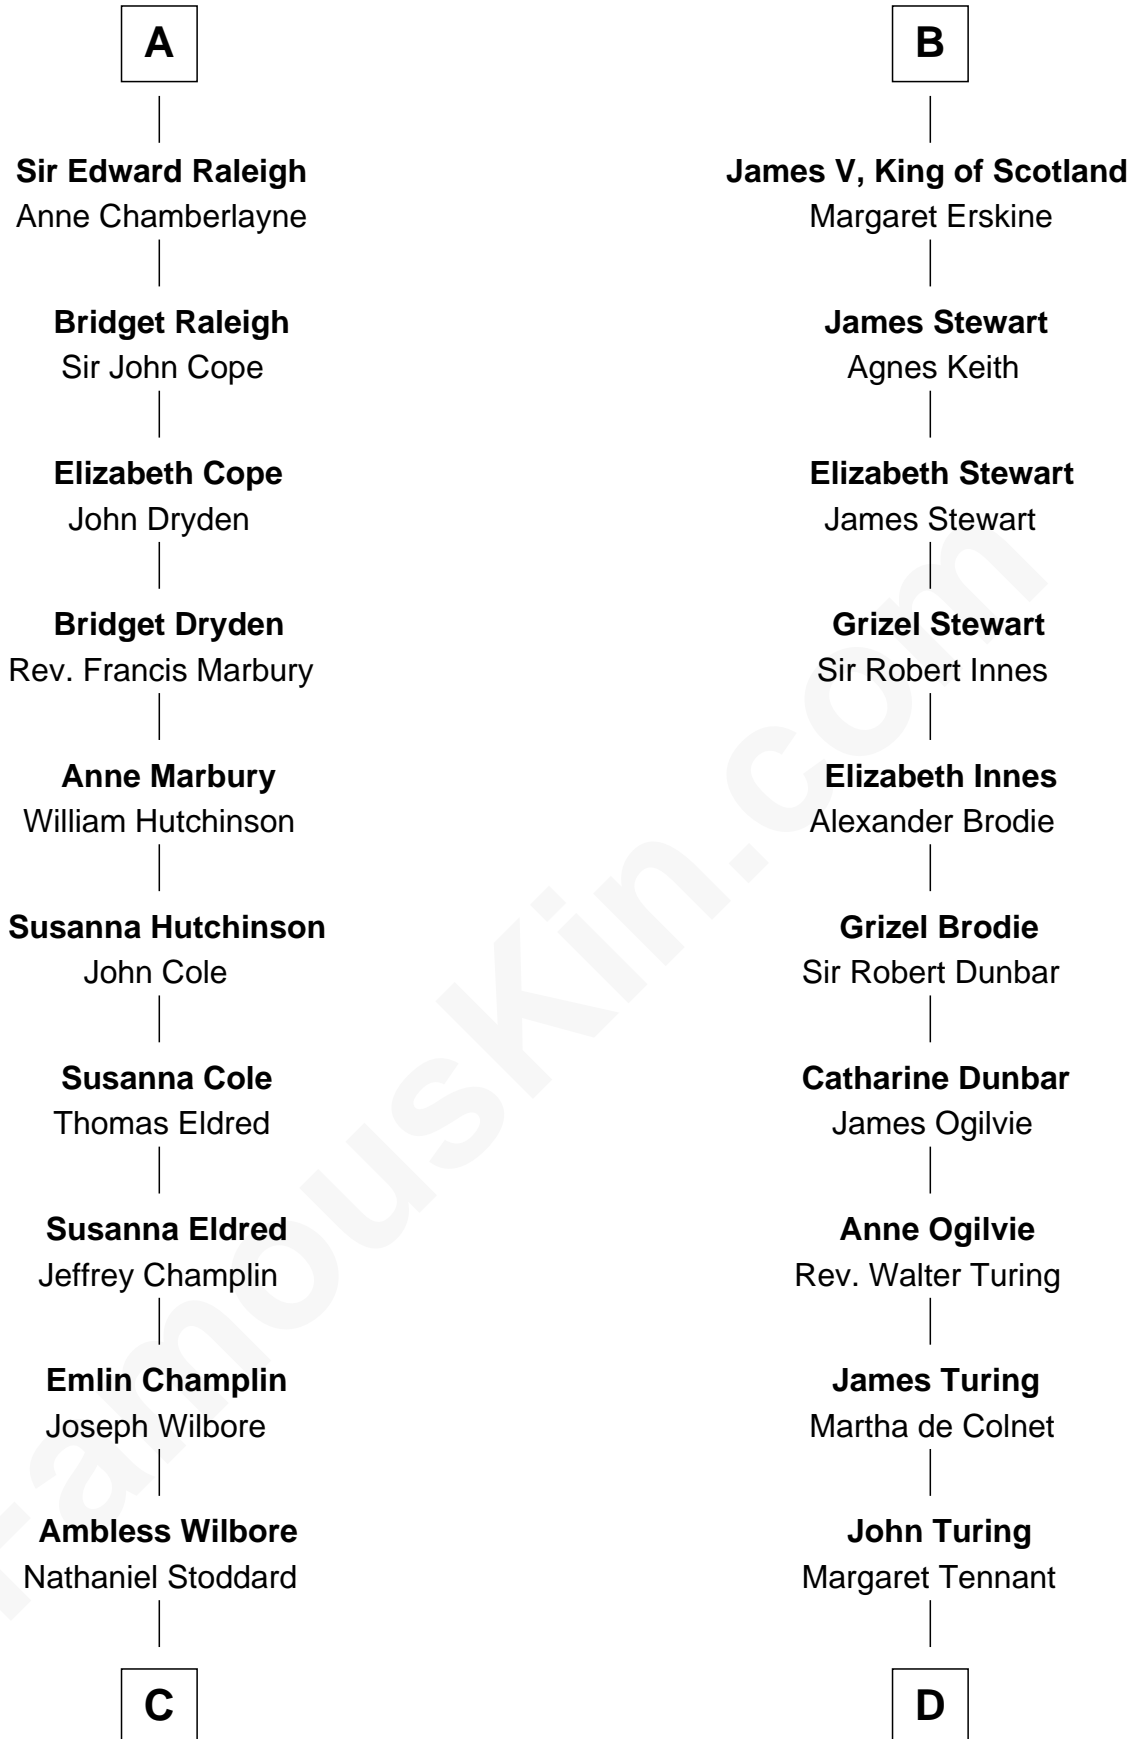 A
Sir Edward Raleigh
Anne Chamberlayne
Bridget Raleigh
Sir John Cope
Elizabeth Cope
John Dryden
Bridget Dryden
Rev. Francis Marbury
Anne Marbury
William Hutchinson
Susanna Hutchinson
John Cole
Susanna Cole
Thomas Eldred
Susanna Eldred
Jeffrey Champlin
Emlin Champlin
Joseph Wilbore
Ambless Wilbore
Nathaniel Stoddard
C
B
James V, King of Scotland
Margaret Erskine
James Stewart
Agnes Keith
Elizabeth Stewart
James Stewart
Grizel Stewart
Sir Robert Innes
Elizabeth Innes
Alexander Brodie
Grizel Brodie
Sir Robert Dunbar
Catharine Dunbar
James Ogilvie
Anne Ogilvie
Rev. Walter Turing
James Turing
Martha de Colnet
John Turing
Margaret Tennant
D
FamousKin.com